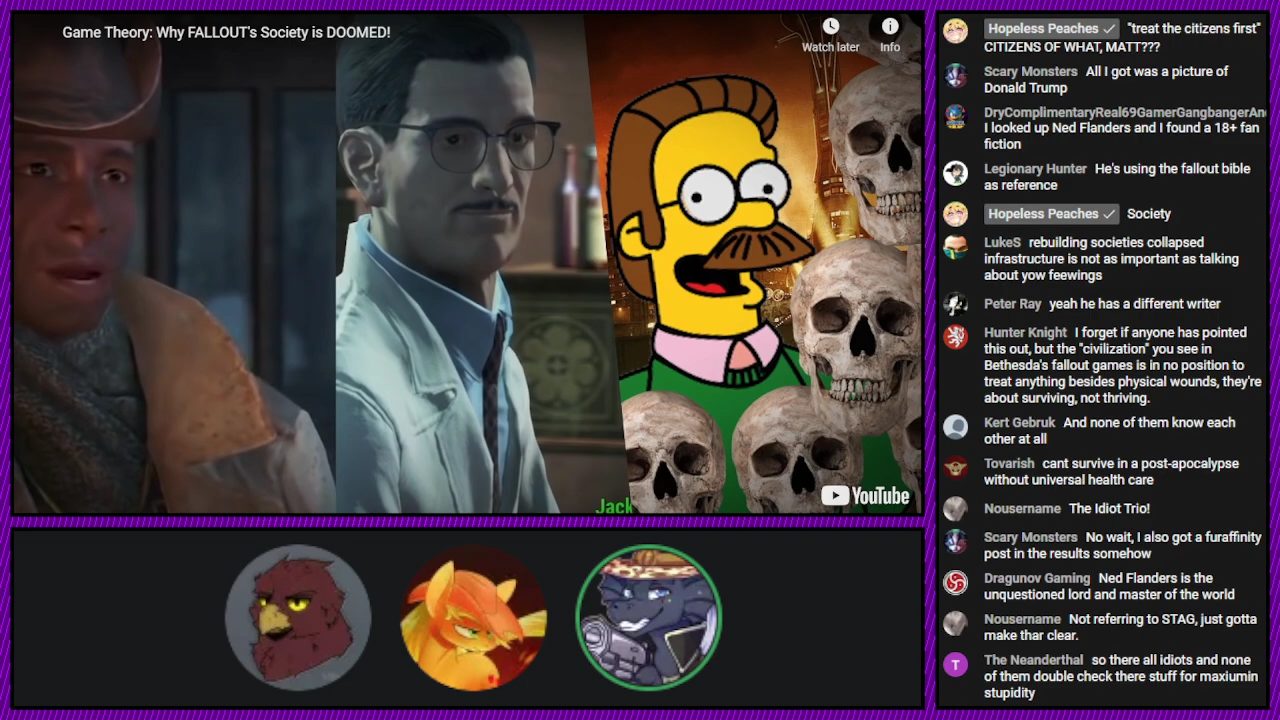 Game Theory: Why FALLOUT's Society is DOOMED!
Watch later
Info
Jack
YouTube
Hopeless Peaches ✓ "treat the citizens first"
CITIZENS OF WHAT, MATT???
Scary Monsters All I got was a picture of
Donald Trump
DryComplimentaryReal69GamerGangbangerAn
I looked up Ned Flanders and I found a 18+ fan
fiction
Legionary Hunter He's using the fallout bible
as reference
Hopeless Peaches ✓ Society
LukeS rebuilding societies collapsed
infrastructure is not as important as talking
about yow feewings
Peter Ray yeah he has a different writer
Hunter Knight I forget if anyone has pointed
this out, but the "civilization" you see in
Bethesda's fallout games is in no position to
treat anything besides physical wounds, they're
about surviving, not thriving.
Kert Gebruk And none of them know each
other at all
Tovarish cant survive in a post-apocalypse
without universal health care
Nousername The Idiot Trio!
Scary Monsters No wait, I also got a furaffinity
post in the results somehow
Dragunov Gaming Ned Flanders is the
unquestioned lord and master of the world
Nousername Not referring to STAG, just gotta
make thar clear.
T
The Neanderthal so there all idiots and none
of them double check there stuff for maxiumin
stupidity